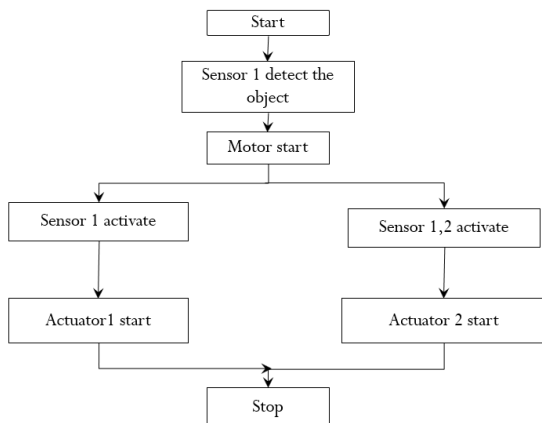 Start
Sensor 1 detect the
object
Motor start
Sensor 1 activate
Sensor 1,2 activate
Actuator1 start
Actuator 2 start
Stop